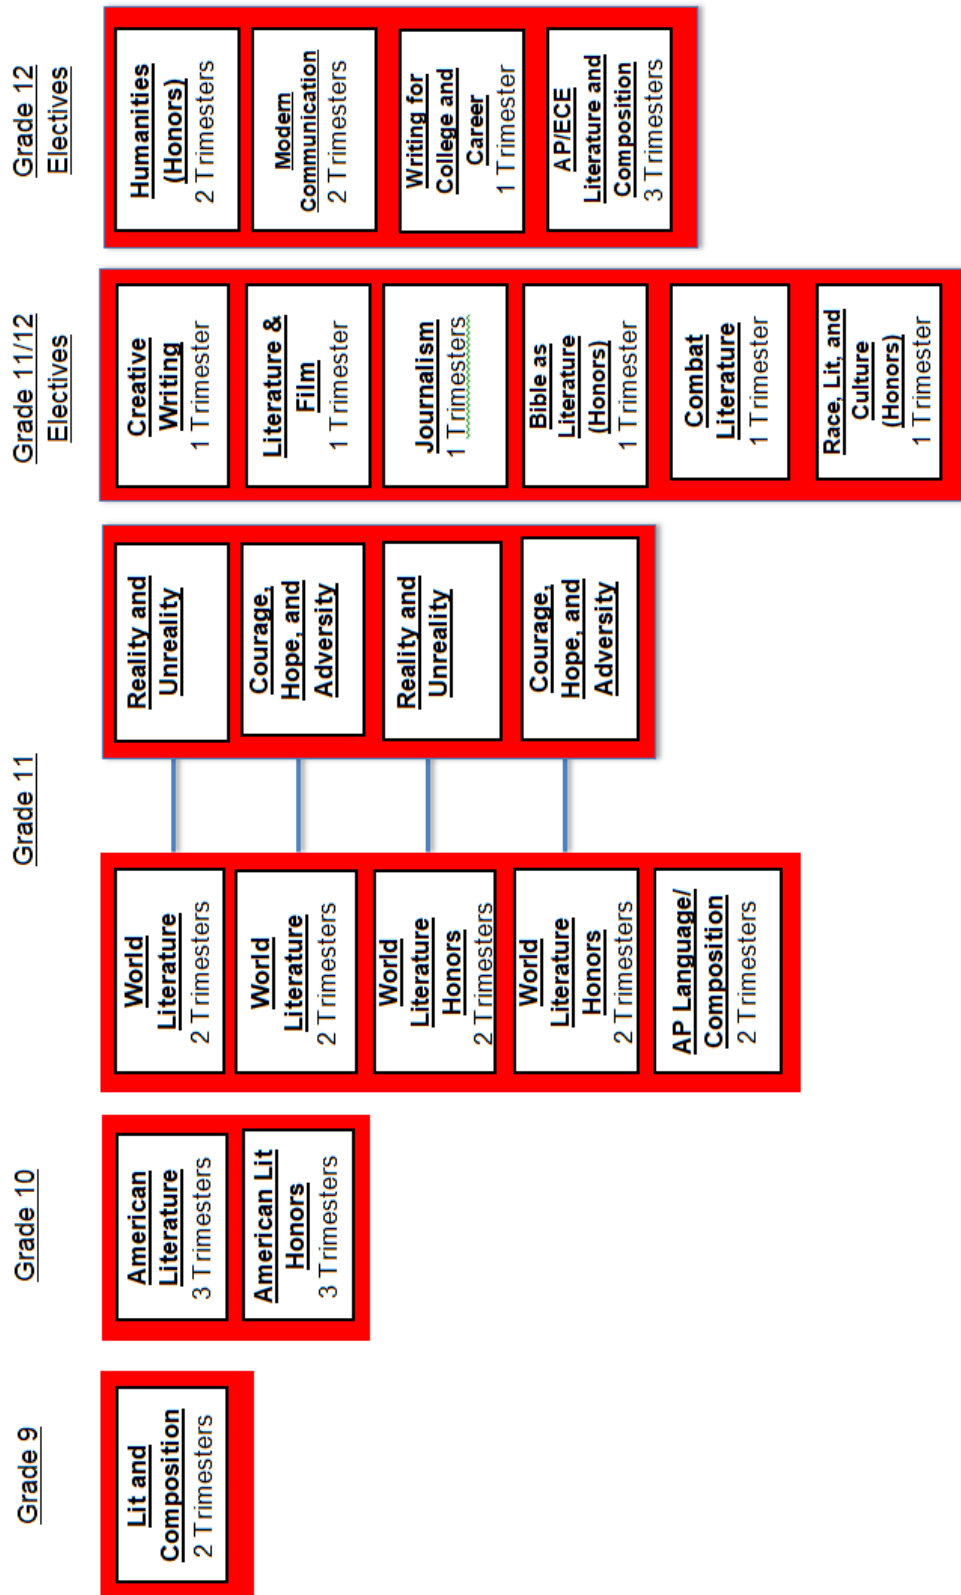 Grade 9
Lit and
Composition
2 Trimesters
Grade 10
American
Literature
3 Trimesters
American Lit
Honors
3 Trimesters
Grade 11
World
Literature
2 Trimesters
World
Literature
2 Trimesters
World
Literature
Honors
2 Trimesters
World
Literature
Honors
2 Trimesters
AP Language/
Composition
2 Trimesters
Reality and
Unreality
Courage,
Hope, and
Adversity
Reality and
Unreality
Courage,
Hope, and
Adversity
Grade 11/12
Electives
Creative
Writing
1 Trimester
Literature &
Film
1 Trimester
Journalism
1 Trimesters
Bible as
Literature
(Honors)
1 Trimester
Combat
Literature
1 Trimester
Race, Lit, and
Culture
(Honors)
1 Trimester
Grade 12
Electives
Humanities
(Honors)
2 Trimesters
Modern
Communication
2 Trimesters
Writing for
College and
Career
1 Trimester
AP/ECE
Literature and
Composition
3 Trimesters